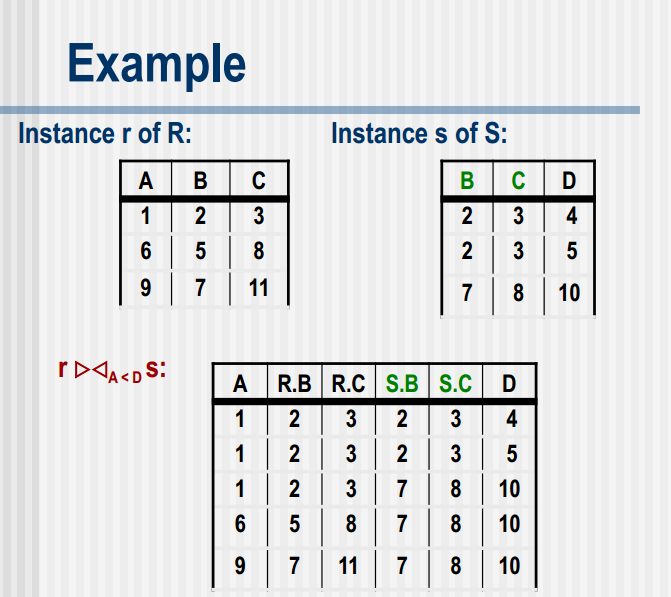 Example
Instance r of R: Instance s of S:
A B C
1 2 3
6 5 8
9 7 11
B C D
2 3 4
2 3 5
7 8 10
r ▷◁ A < D s:
A R.B R.C S.B S.C D
1 2 3 2 3 4
1 2 3 2 3 5
1 2 3 7 8 10
6 5 8 7 8 10
9 7 11 7 8 10